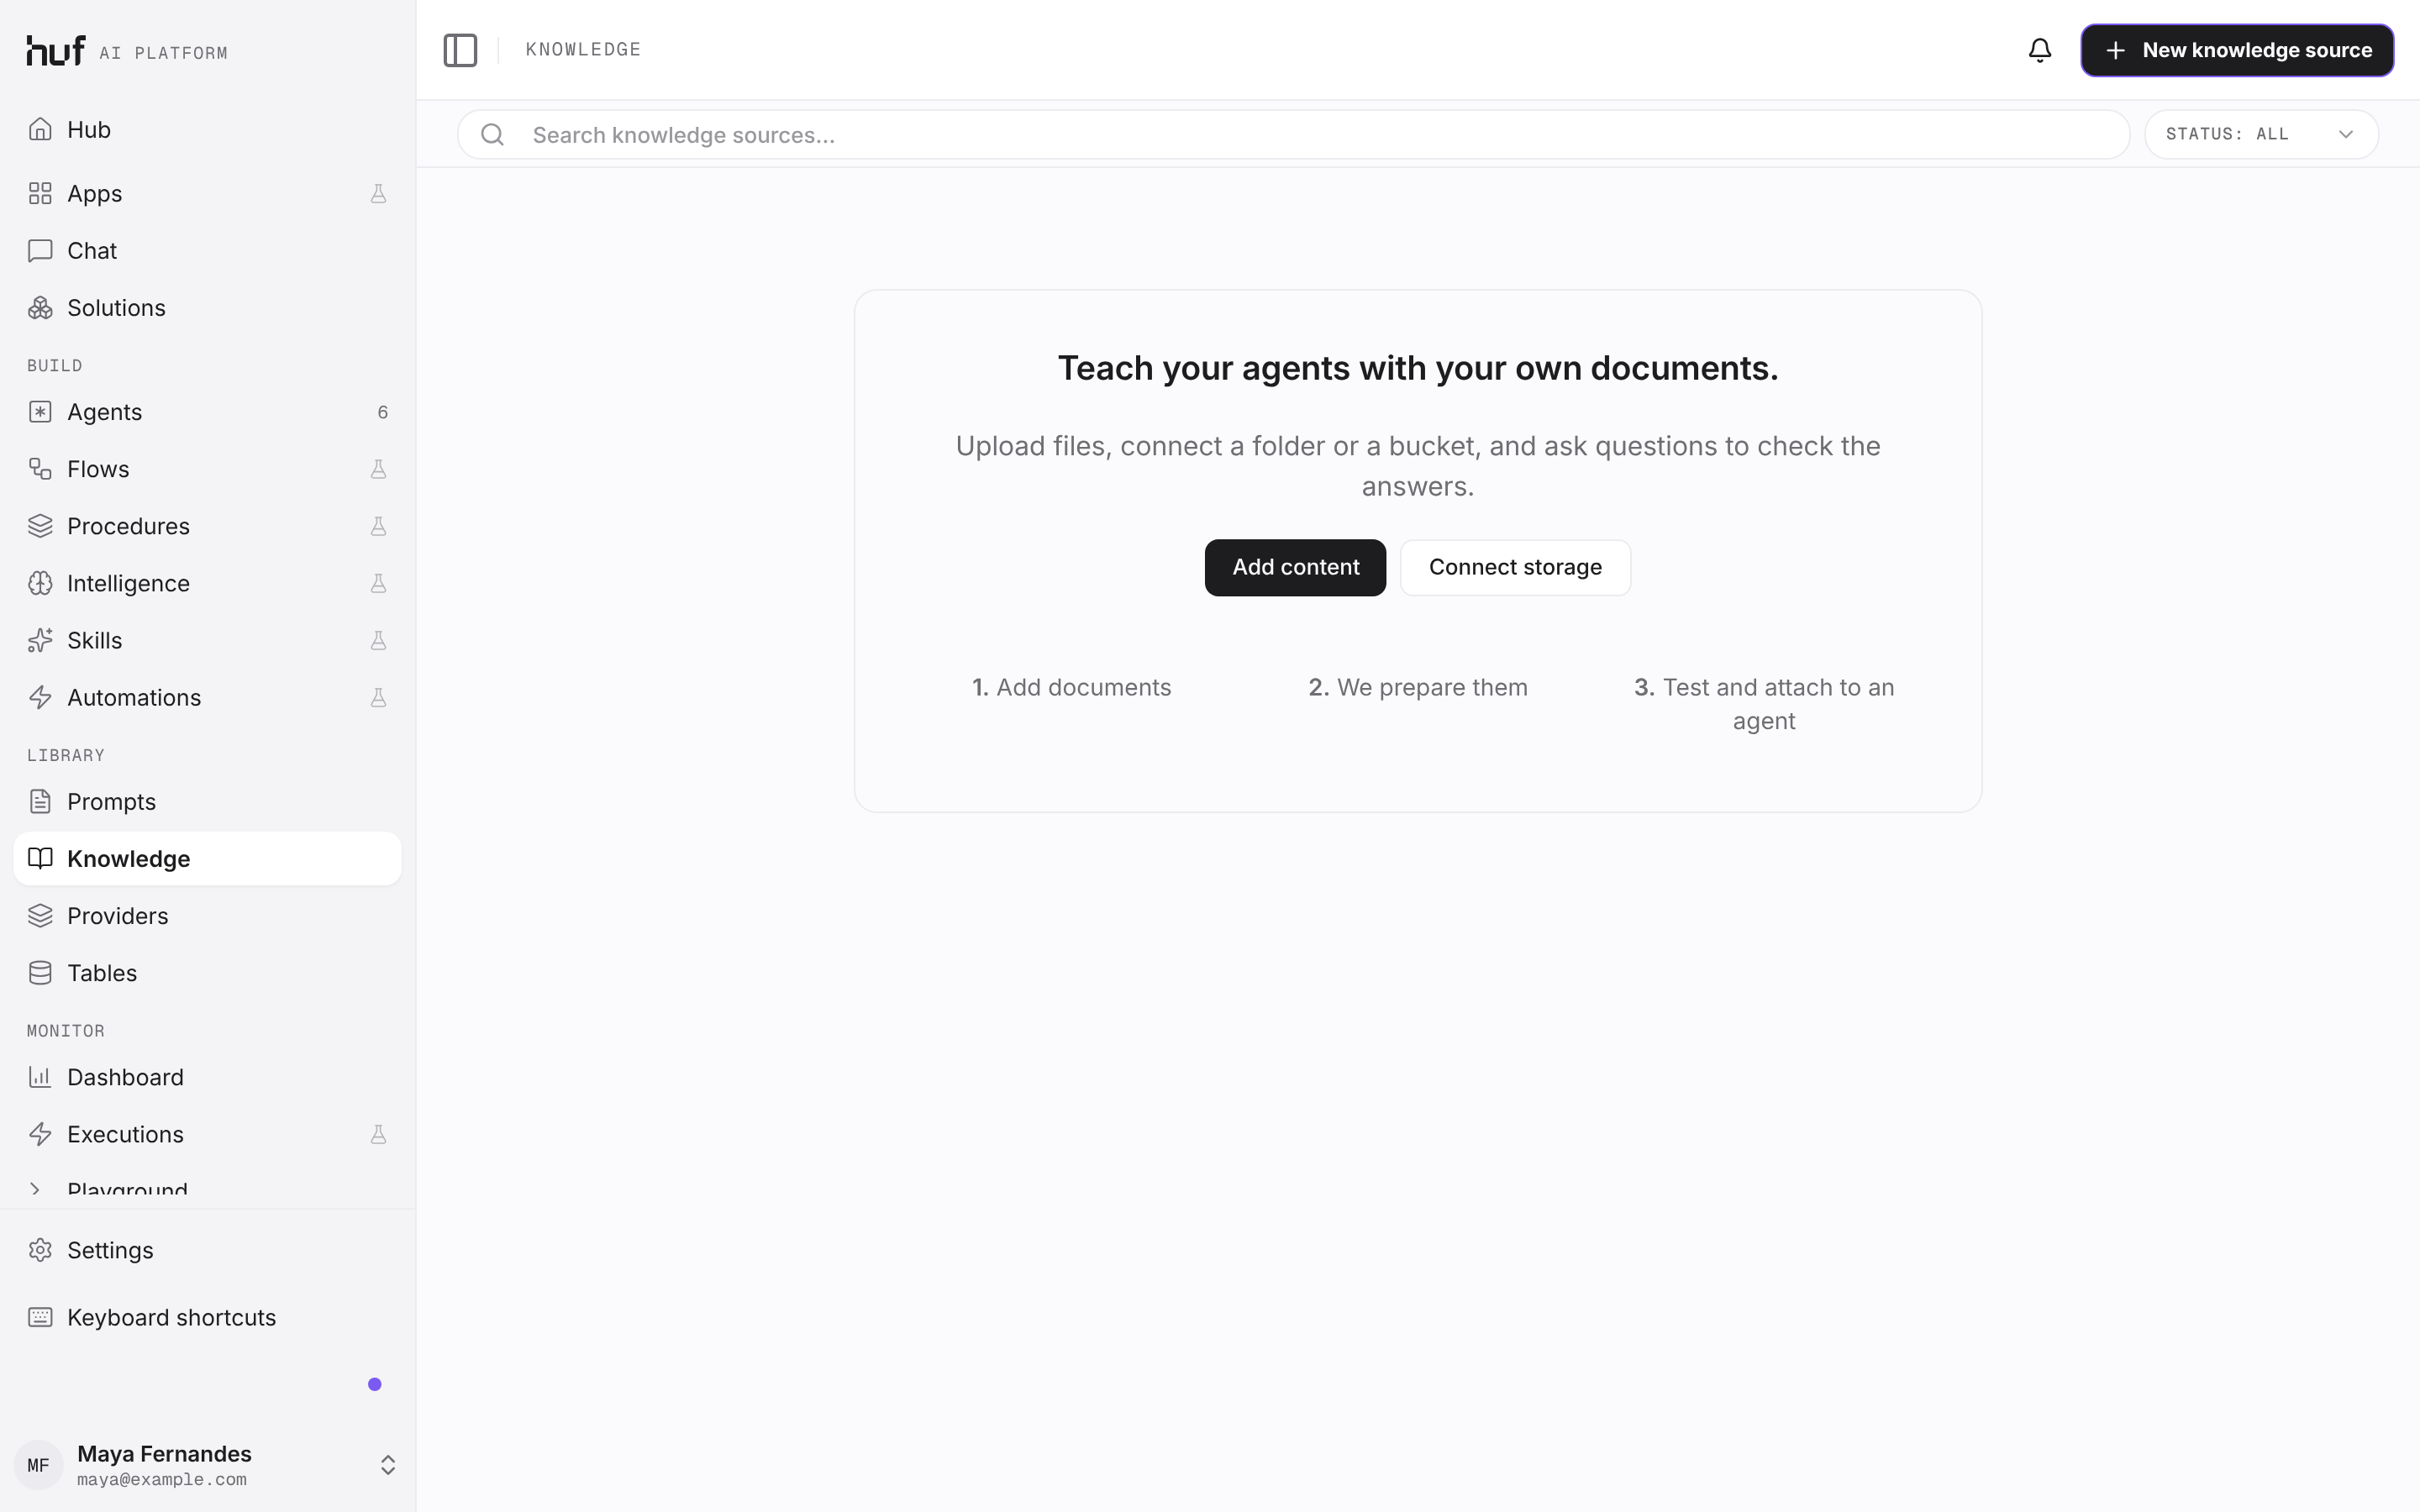 huf AI PLATFORM
Hub
Apps
Chat
Solutions
BUILD
Agents 6
Flows
Procedures
Intelligence
Skills
Automations
LIBRARY
Prompts
Knowledge
Providers
Tables
MONITOR
Dashboard
Executions
Playground
Settings
Keyboard shortcuts
MF
Maya Fernandes
maya@example.com
KNOWLEDGE
New knowledge source
Search knowledge sources...
STATUS: ALL
Teach your agents with your own documents.
Upload files, connect a folder or a bucket, and ask questions to check the
answers.
Add content
Connect storage
1. Add documents
2. We prepare them
3. Test and attach to an
agent